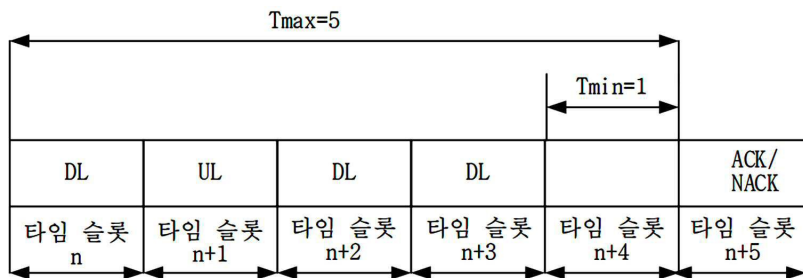 Tmax=5
Tmin=1
DL
UL
DL
DL
ACK/
NACK
타임 슬롯
n
타임 슬롯
n+1
타임 슬롯
n+2
타임 슬롯
n+3
타임 슬롯
n+4
타임 슬롯
n+5